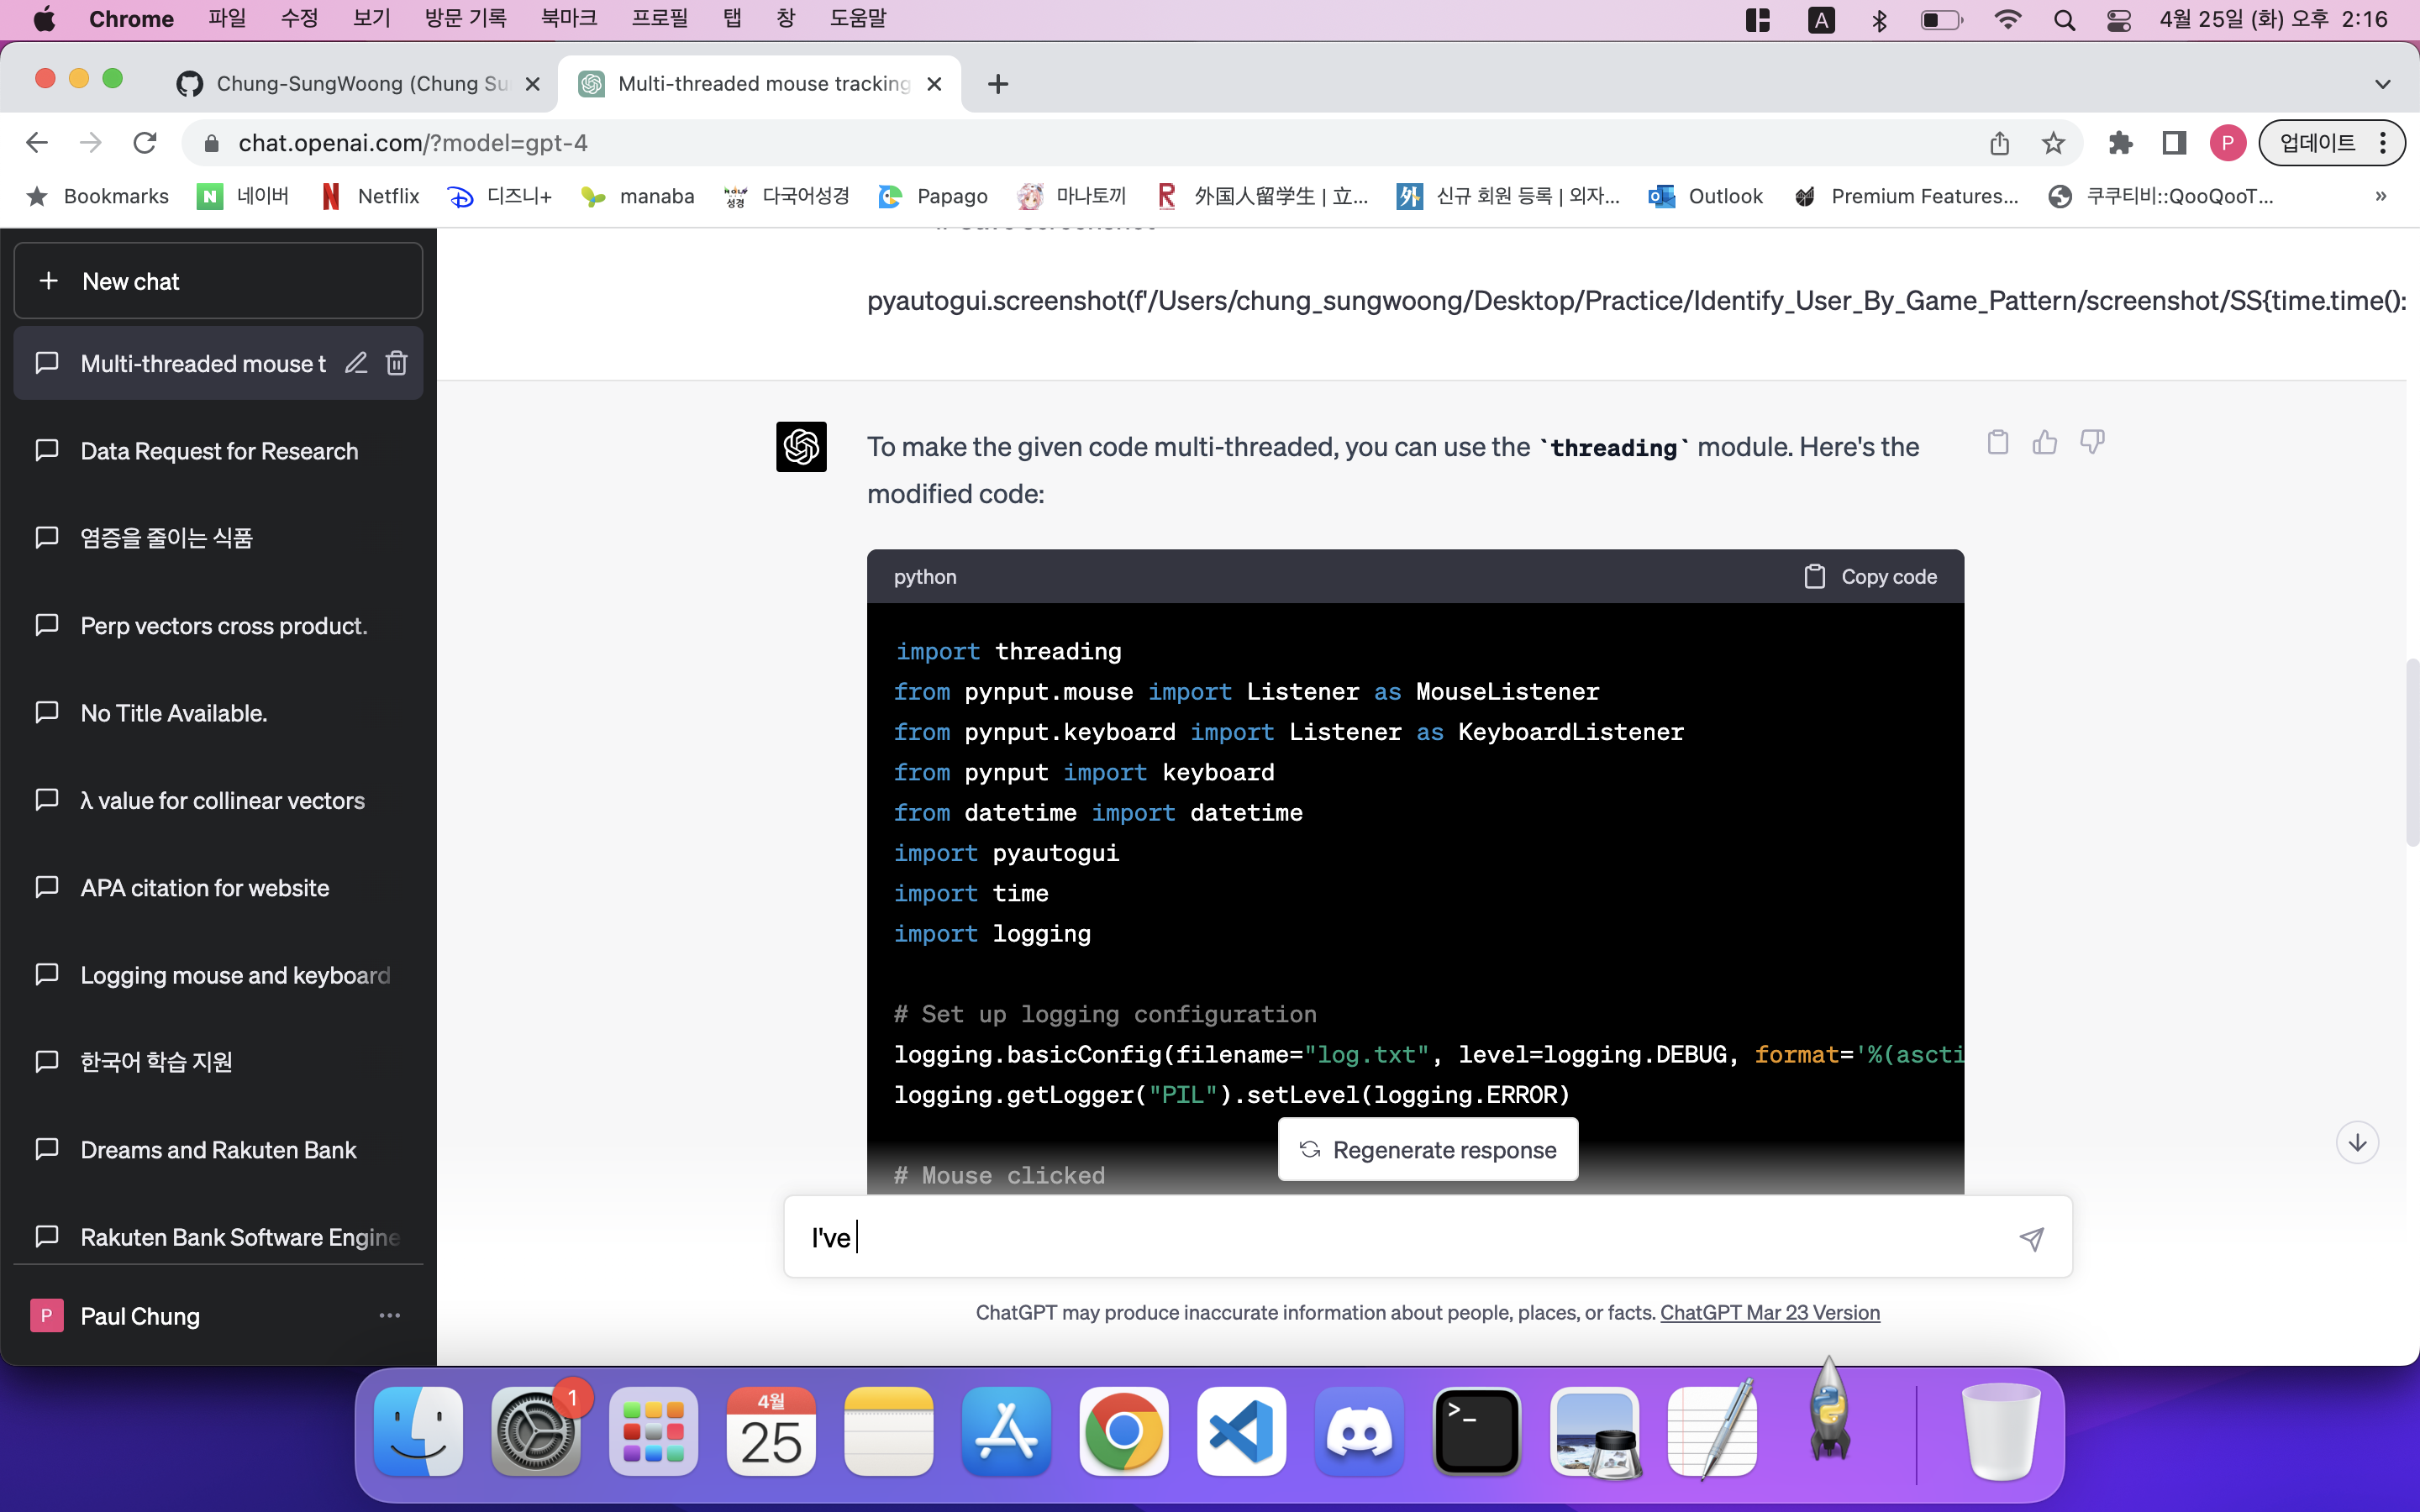 Chrome 파일 수정 보기 방문 기록 북마크 프로필 탭 창 도움말 A 4월 25일 (화) 오후 2:16
Chung-SungWoong (Chung Su Multi-threaded mouse tracking
chat.openai.com/?model=gpt-4 P 업데이트
Bookmarks N 네이버 Netflix 디즈니+ manaba 다국어성경 Papago 마나토끼 R 外国人留学生 | 立... 外 신규 회원 등록 | 외자... Outlook Premium Features... 쿠쿠티비::QooQooT... »
New chat
Multi-threaded mouse t
Data Request for Research
염증을 줄이는 식품
Perp vectors cross product.
No Title Available.
λ value for collinear vectors
APA citation for website
Logging mouse and keyboard
한국어 학습 지원
Dreams and Rakuten Bank
Rakuten Bank Software Engine
P Paul Chung
# Save screenshot
pyautogui.screenshot(f'/Users/chung_sungwoong/Desktop/Practice/Identify_User_By_Game_Pattern/screenshot/SS{time.time():
To make the given code multi-threaded, you can use the `threading` module. Here's the
modified code:
python Copy code
import threading
from pynput.mouse import Listener as MouseListener
from pynput.keyboard import Listener as KeyboardListener
from pynput import keyboard
from datetime import datetime
import pyautogui
import time
import logging
# Set up logging configuration
logging.basicConfig(filename="log.txt", level=logging.DEBUG, format='%(ascti
logging.getLogger("PIL").setLevel(logging.ERROR)
# Mouse clicked
Regenerate response
I've
ChatGPT may produce inaccurate information about people, places, or facts. ChatGPT Mar 23 Version
1
4월
25
>_